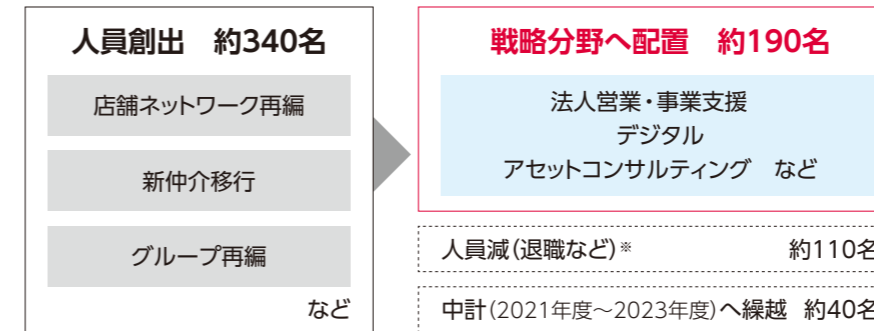 人員創出　約340名
店舗ネットワーク再編
新仲介移行
グループ再編
など
戦略分野へ配置　約190名
法人営業・事業支援
デジタル
アセットコンサルティング　など
人員減(退職など)※　約110名
中計(2021年度～2023年度)へ繰越　約40名